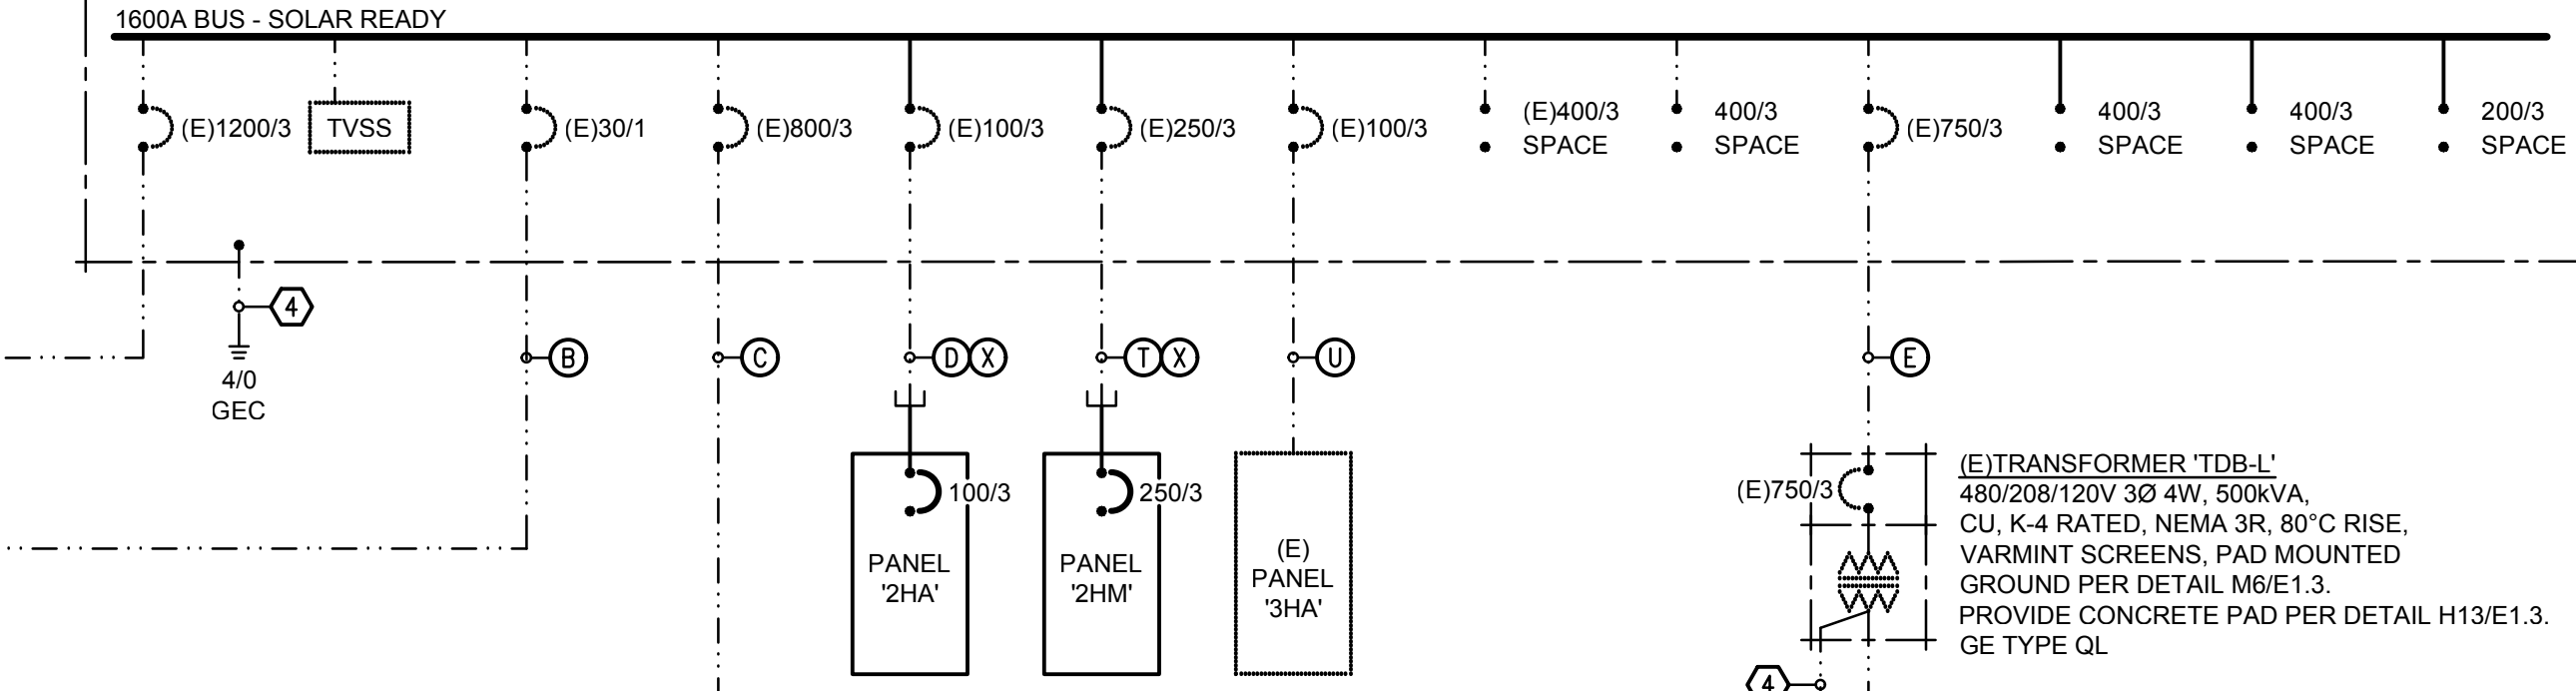 1600A BUS - SOLAR READY
(E)1200/3
TVSS
(E)30/1
(E)800/3
(E)100/3
(E)250/3
(E)100/3
(E)400/3
SPACE
400/3
SPACE
(E)750/3
400/3
SPACE
400/3
SPACE
200/3
SPACE
4
4/0
GEC
B
C
D X
T X
U
E
100/3
PANEL
'2HA'
250/3
PANEL
'2HM'
(E)
PANEL
'3HA'
(E)750/3
(E)TRANSFORMER 'TDB-L'
480/208/120V 3Ø 4W, 500kVA,
CU, K-4 RATED, NEMA 3R, 80°C RISE,
VARMINT SCREENS, PAD MOUNTED
GROUND PER DETAIL M6/E1.3.
PROVIDE CONCRETE PAD PER DETAIL H13/E1.3.
GE TYPE QL
4